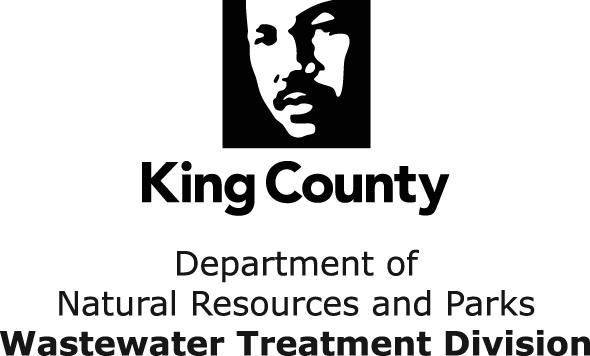 King County
Department of
Natural Resources and Parks
Wastewater Treatment Division